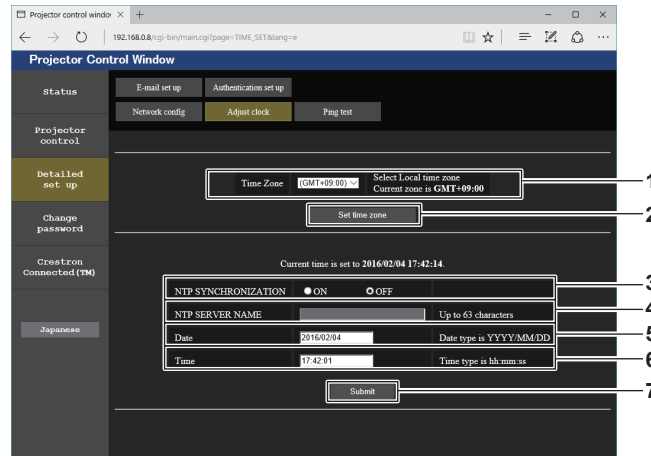 Projector control windov
192.168.0.8/cgi-bin/main.cgi?page=TIME_SET&lang=e
Projector Control Window
Status
E-mail set up
Authentication set up
Network config
Adjust clock
Ping test
Projector
control
Detailed
set up
Change
password
Crestron
Connected(TM)
Japanese
Time Zone
(GMT+09:00)
Select Local time zone
Current zone is GMT+09:00
1
Set time zone
2
Current time is set to 2016/02/04 17:42:14.
NTP SYNCHRONIZATION ON OFF
3
NTP SERVER NAME Up to 63 characters
4
Date 2016/02/04 Date type is YYYY/MM/DD
5
Time 17:42:01 Time type is hh:mm:ss
6
Submit
7